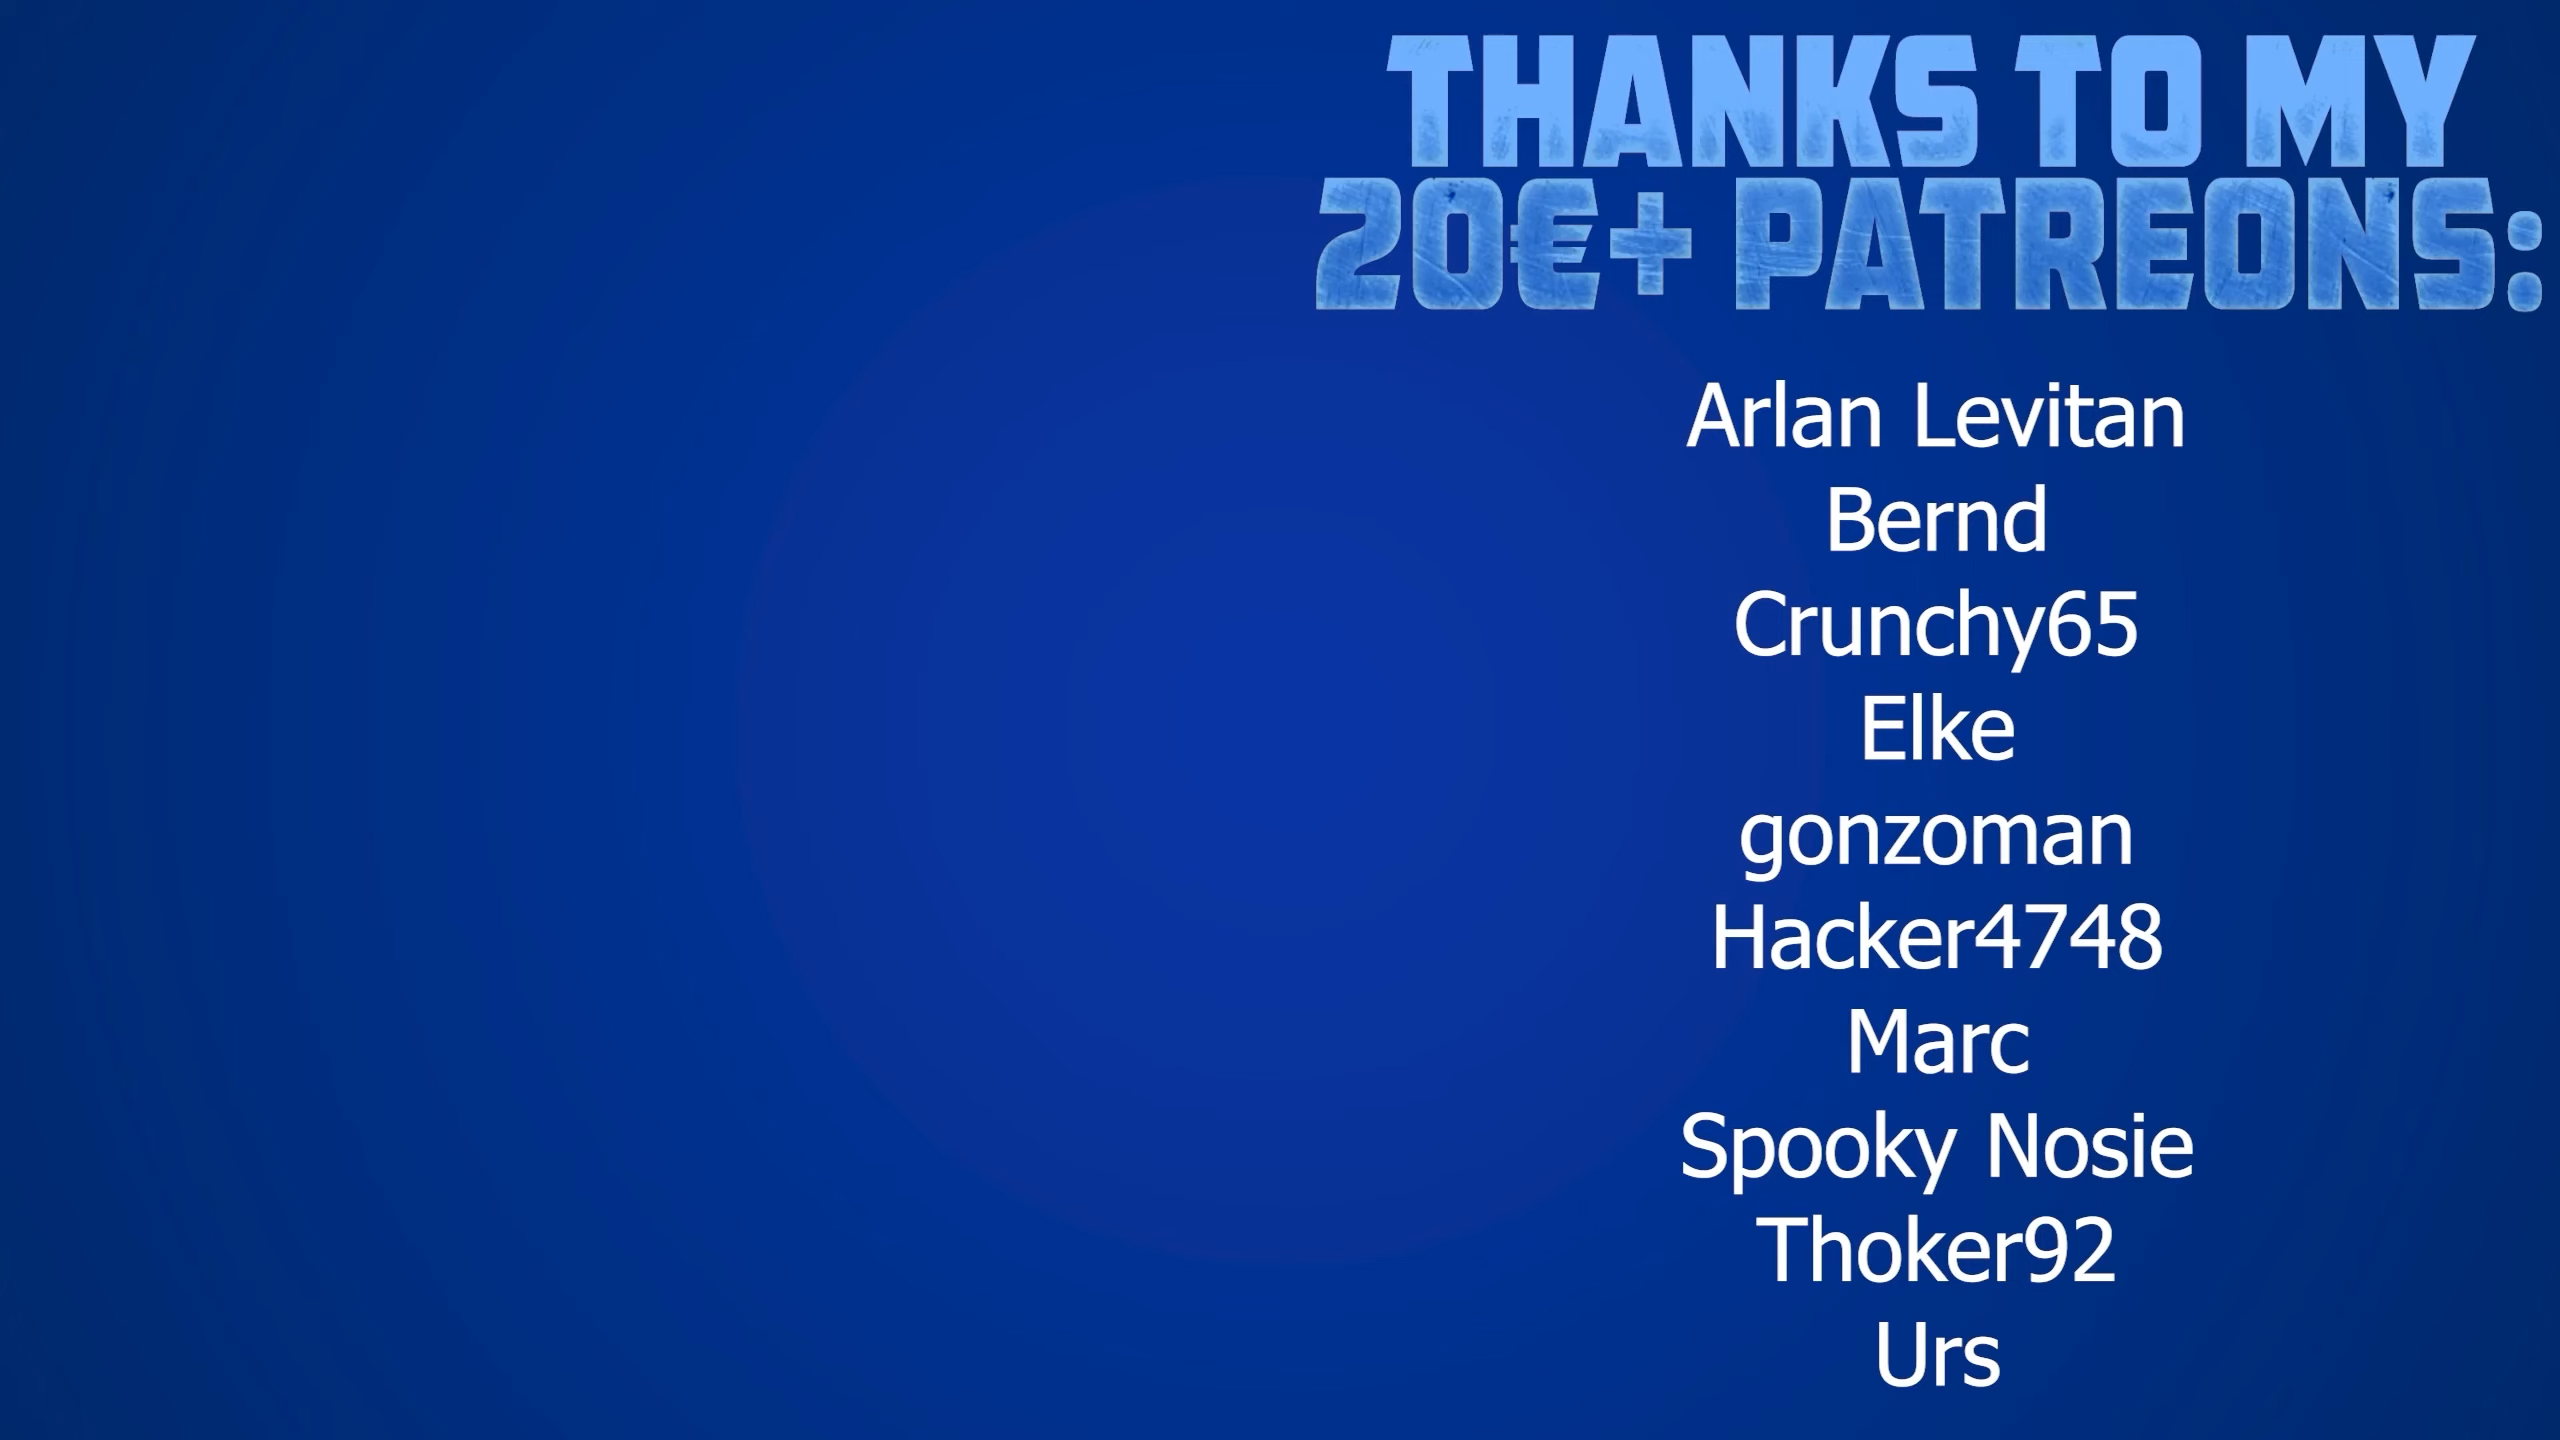 THANKS TO MY
20€+ PATREONS:
Arlan Levitan
Bernd
Crunchy65
Elke
gonzoman
Hacker4748
Marc
Spooky Nosie
Thoker92
Urs